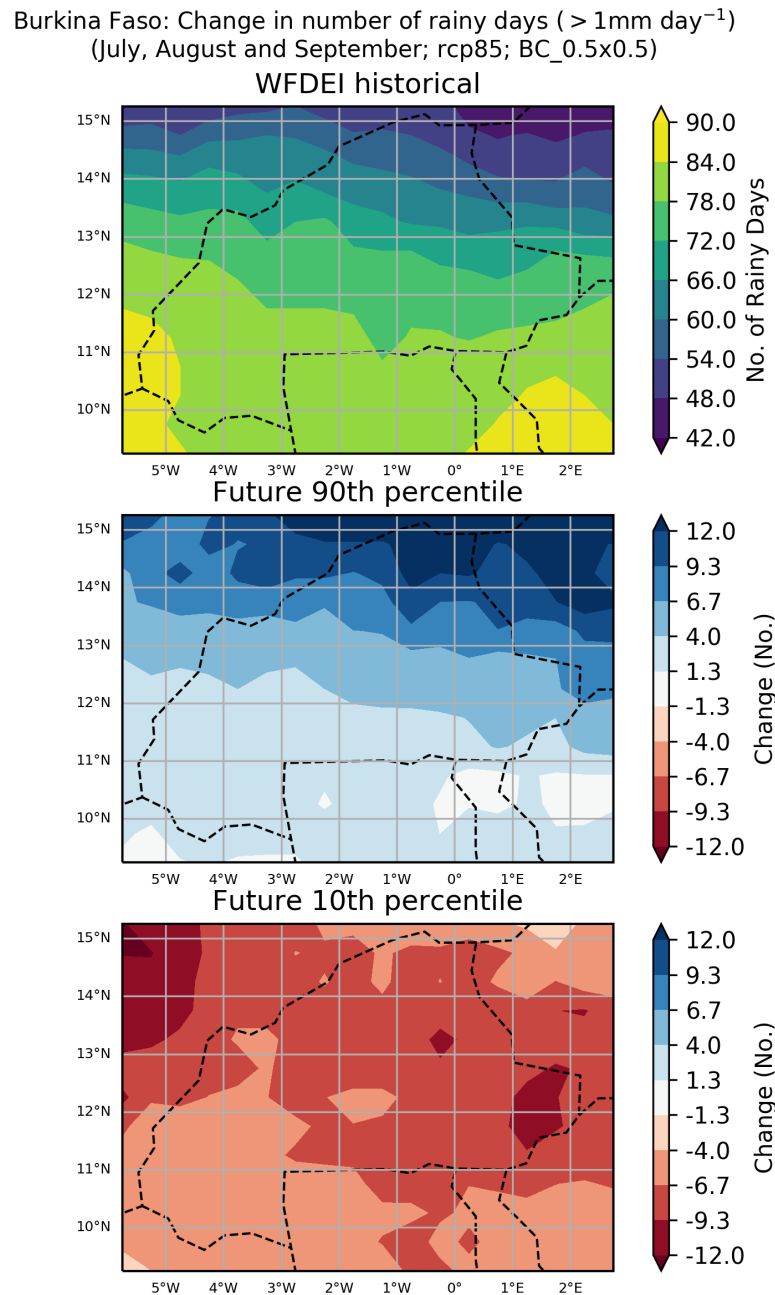 Burkina Faso: Change in number of rainy days (>1mm day⁻¹)
(July, August and September; rcp85; BC_0.5x0.5)
WFDEI historical
15°N
14°N
13°N
12°N
11°N
10°N
5°W 4°W 3°W 2°W 1°W 0° 1°E 2°E
90.0
84.0
78.0
72.0
66.0
60.0
54.0
48.0
42.0
No. of Rainy Days
Future 90th percentile
15°N
14°N
13°N
12°N
11°N
10°N
5°W 4°W 3°W 2°W 1°W 0° 1°E 2°E
12.0
9.3
6.7
4.0
1.3
-1.3
-4.0
-6.7
-9.3
-12.0
Change (No.)
Future 10th percentile
15°N
14°N
13°N
12°N
11°N
10°N
5°W 4°W 3°W 2°W 1°W 0° 1°E 2°E
12.0
9.3
6.7
4.0
1.3
-1.3
-4.0
-6.7
-9.3
-12.0
Change (No.)